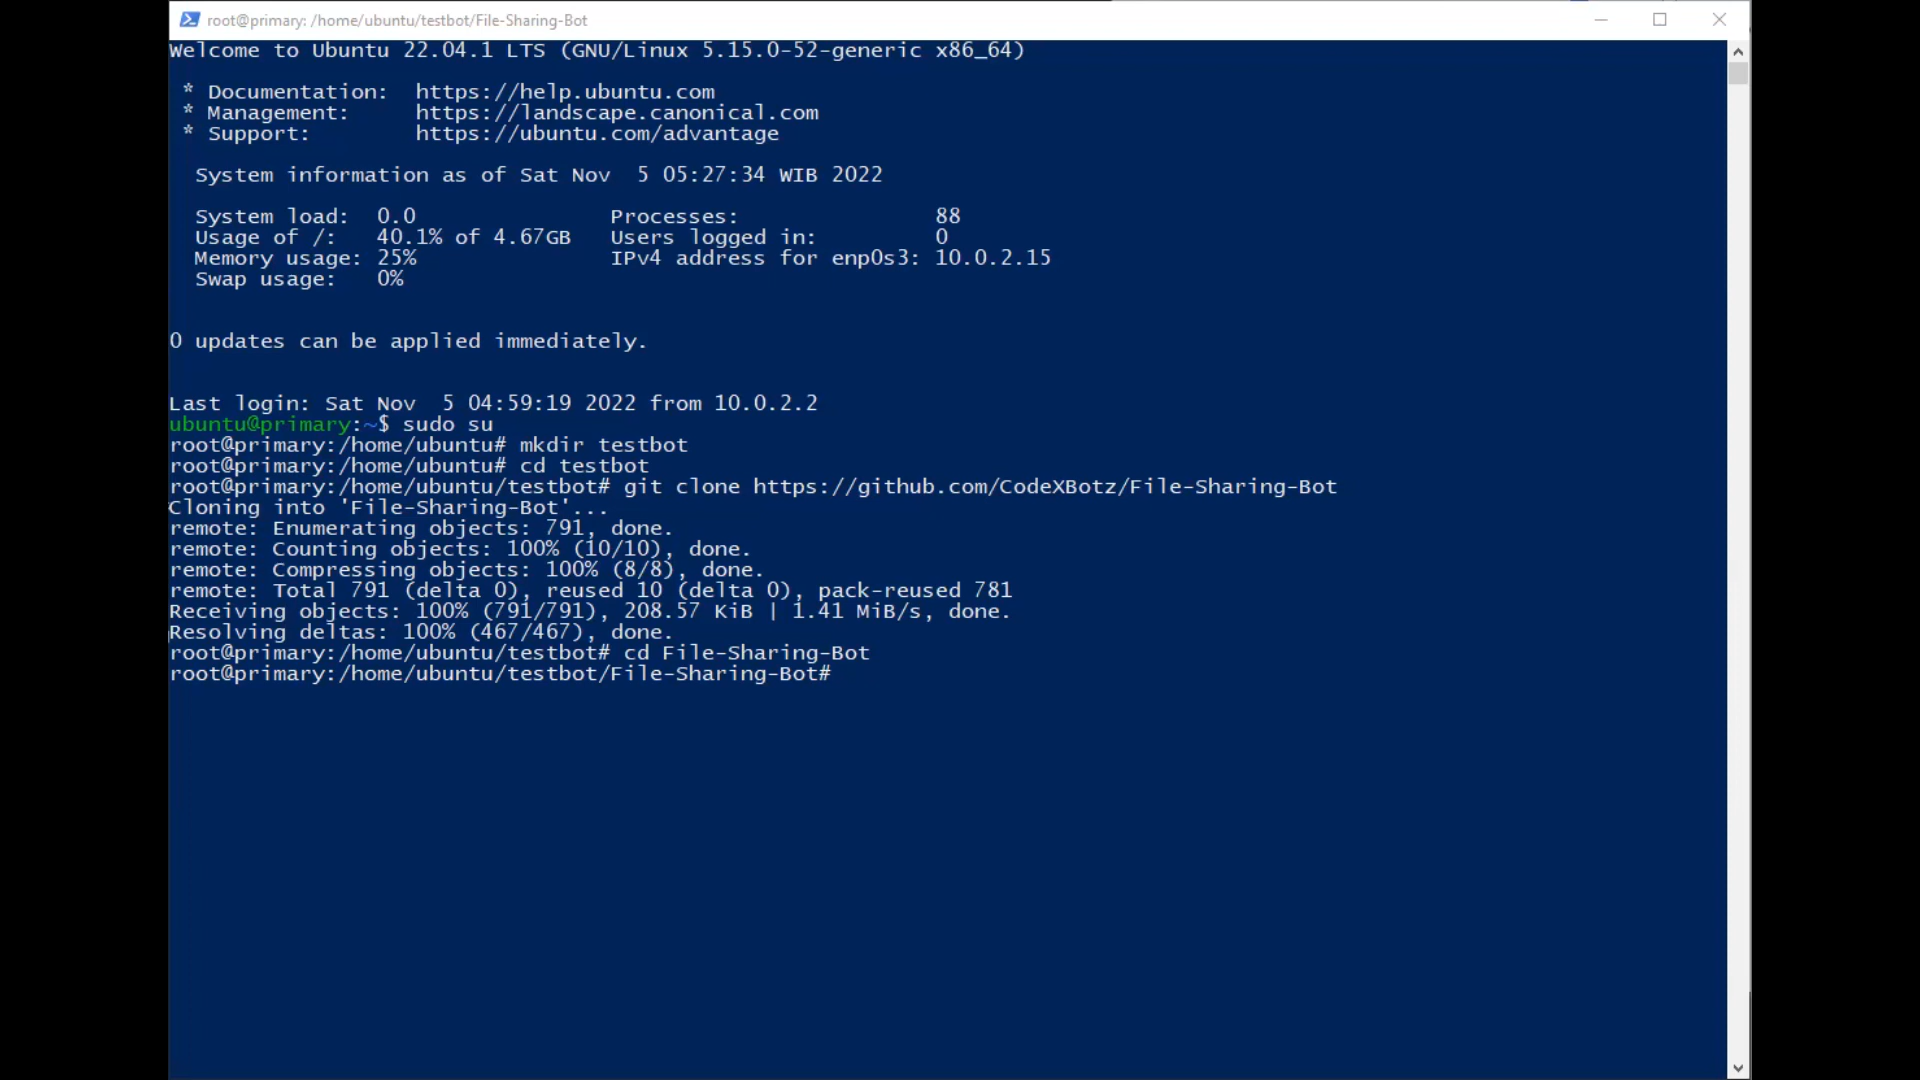 root@primary: /home/ubuntu/testbot/File-Sharing-Bot
Welcome to Ubuntu 22.04.1 LTS (GNU/Linux 5.15.0-52-generic x86_64)
* Documentation:  https://help.ubuntu.com
* Management:     https://landscape.canonical.com
* Support:        https://ubuntu.com/advantage
System information as of Sat Nov  5 05:27:34 WIB 2022
System load:  0.0               Processes:               88
Usage of /:   40.1% of 4.67GB   Users logged in:         0
Memory usage: 25%               IPv4 address for enp0s3: 10.0.2.15
Swap usage:   0%
0 updates can be applied immediately.
Last login: Sat Nov  5 04:59:19 2022 from 10.0.2.2
ubuntu@primary:~$ sudo su
root@primary:/home/ubuntu# mkdir testbot
root@primary:/home/ubuntu# cd testbot
root@primary:/home/ubuntu/testbot# git clone https://github.com/CodeXBotz/File-Sharing-Bot
Cloning into 'File-Sharing-Bot'...
remote: Enumerating objects: 791, done.
remote: Counting objects: 100% (10/10), done.
remote: Compressing objects: 100% (8/8), done.
remote: Total 791 (delta 0), reused 10 (delta 0), pack-reused 781
Receiving objects: 100% (791/791), 208.57 KiB | 1.41 MiB/s, done.
Resolving deltas: 100% (467/467), done.
root@primary:/home/ubuntu/testbot# cd File-Sharing-Bot
root@primary:/home/ubuntu/testbot/File-Sharing-Bot#